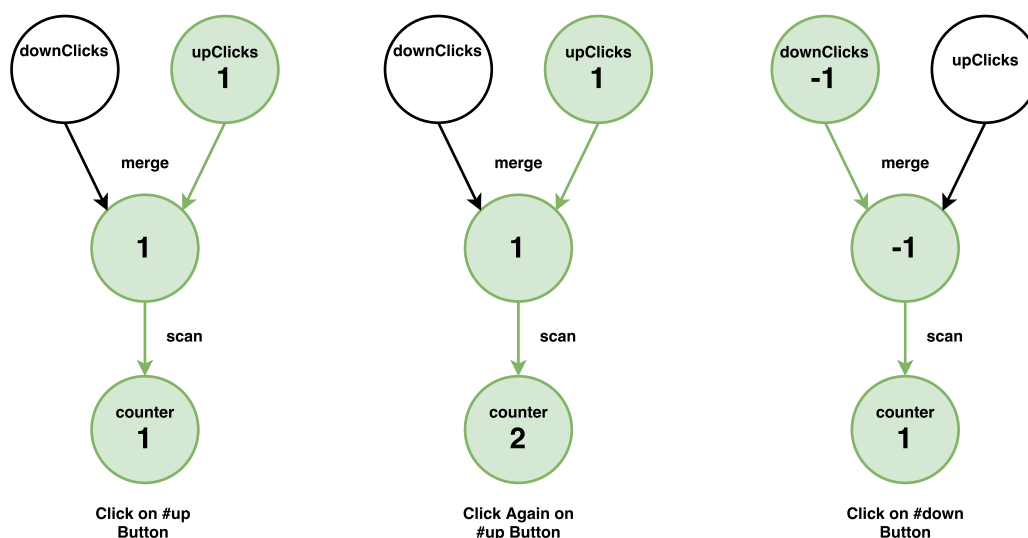 downClicks
upClicks
1
merge
1
scan
counter
1
Click on #up
Button
downClicks
upClicks
1
merge
1
scan
counter
2
Click Again on
#up Button
downClicks
-1
upClicks
merge
-1
scan
counter
1
Click on #down
Button